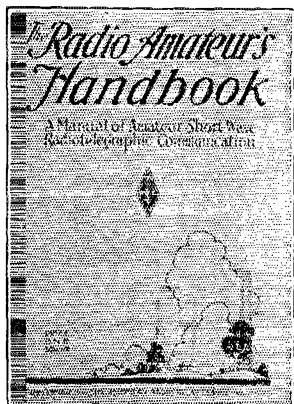 The Radio Amateur's
Handbook
A Manual of Amateur Short-Wave
Radiotelegraphic Communication